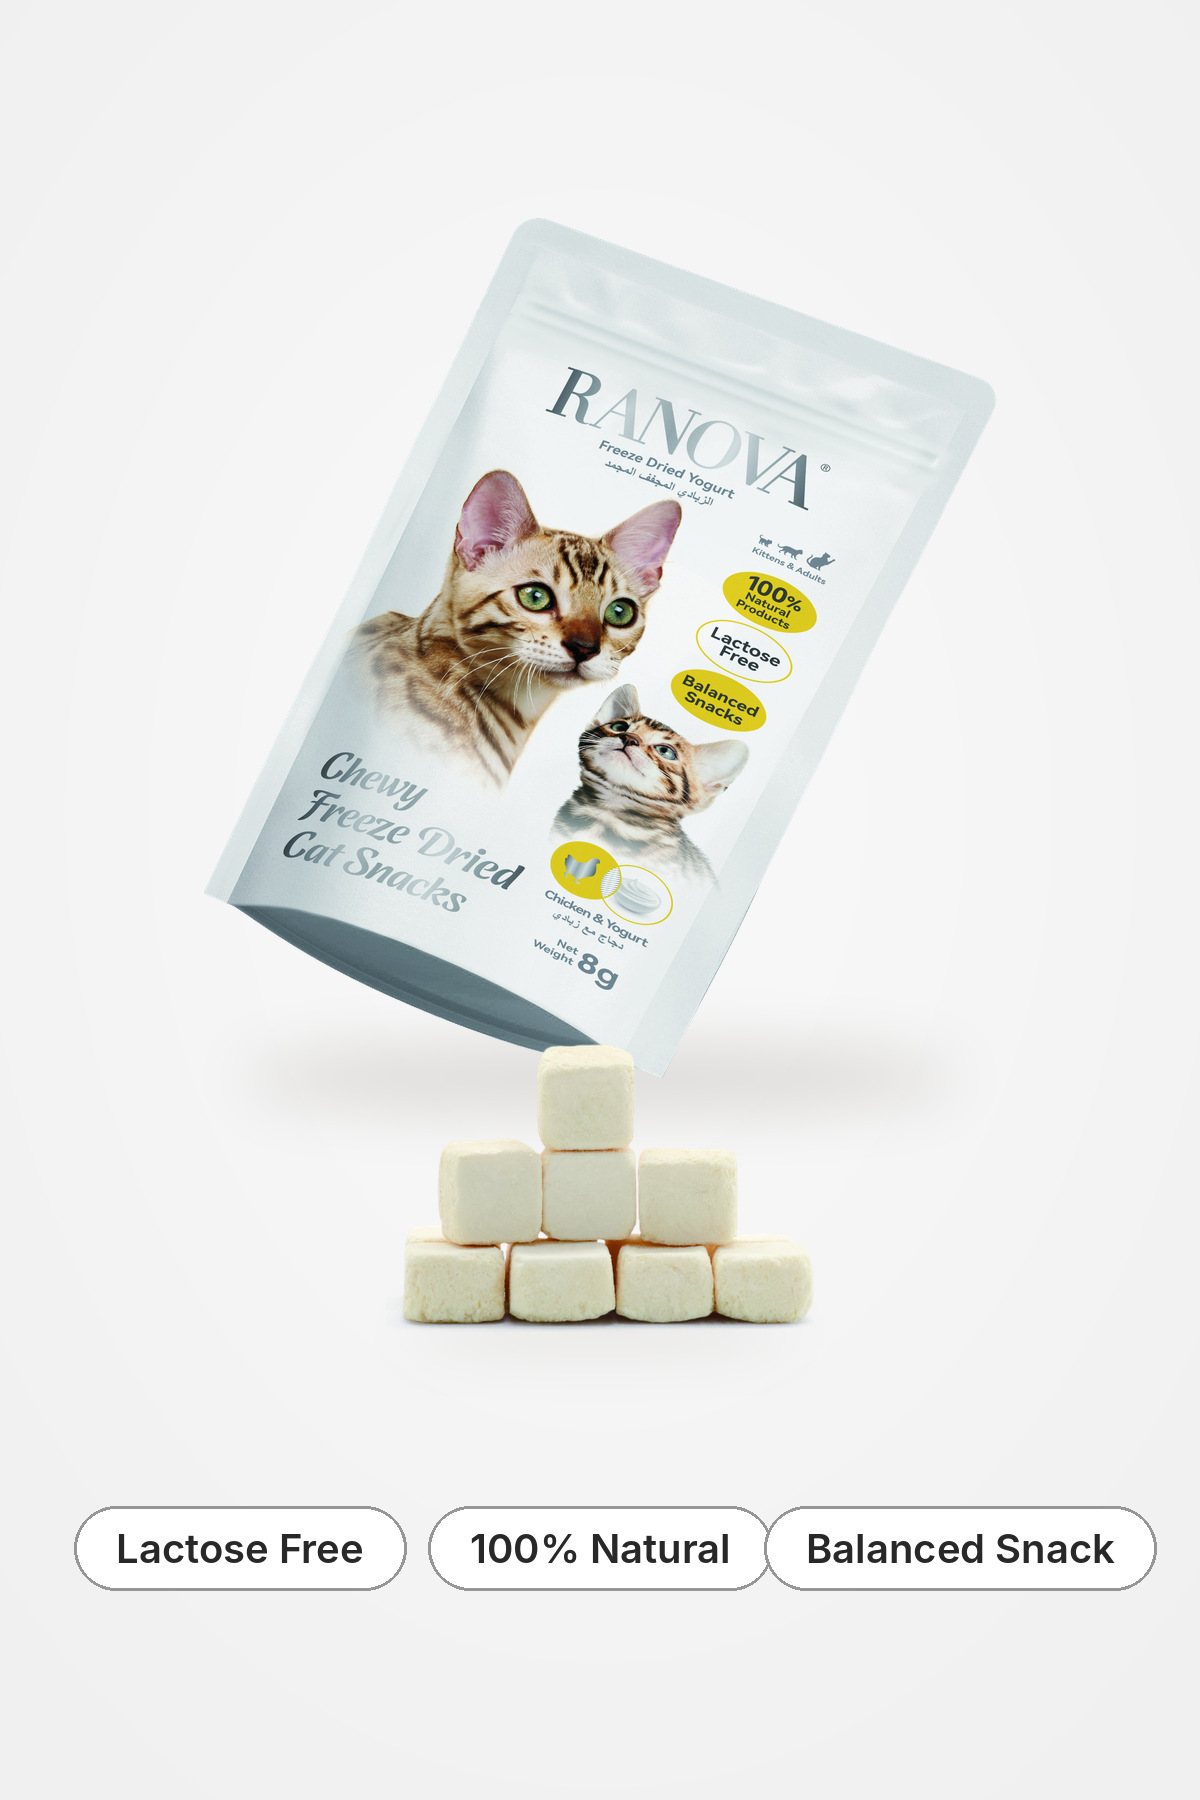 RANOVA®
Freeze Dried Yogurt
الزبادي المجفف المجمد
Kittens & Adults
100%
Natural
Products
Lactose
Free
Balanced
Snacks
Chewy
Freeze Dried
Cat Snacks
Chicken & Yogurt
دجاج مع زبادي
Net
Weight 8g
Lactose Free
100% Natural
Balanced Snack